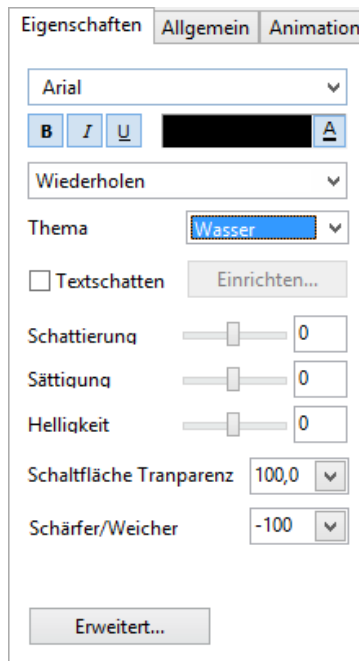 Eigenschaften Allgemein Animation
Arial
B I U A
Wiederholen
Thema Wasser
Textschatten Einrichten...
Schattierung 0
Sättigung 0
Helligkeit 0
Schaltfläche Tranparenz 100,0
Schärfer/Weicher -100
Erweitert...